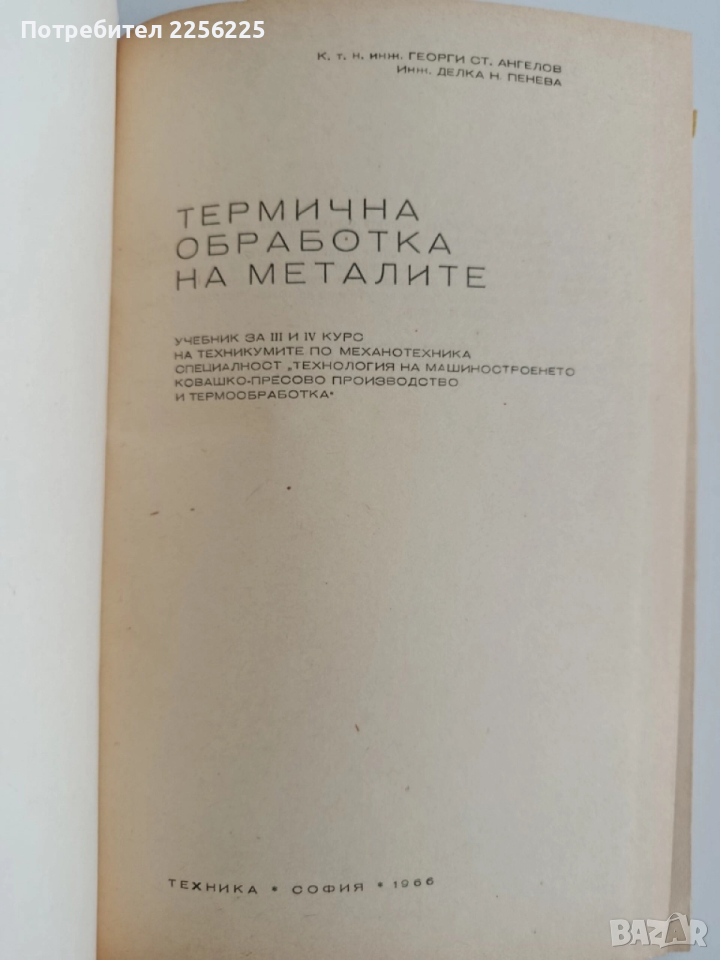 Потребител 2256225
К. т. н. инж. ГЕОРГИ СТ. АНГЕЛОВ
Инж. ДЕЛКА Н. ПЕНЕВА
ТЕРМИЧНА
ОБРАБОТКА
НА МЕТАЛИТЕ
УЧЕБНИК ЗА III И IV КУРС
НА ТЕХНИКУМИТЕ ПО МЕХАНОТЕХНИКА
СПЕЦИАЛНОСТ „ТЕХНОЛОГИЯ НА МАШИНОСТРОЕНЕТО
КОВАШКО-ПРЕСОВО ПРОИЗВОДСТВО
И ТЕРМООБРАБОТКА“
ТЕХНИКА • СОФИЯ • 1966
BAZAR